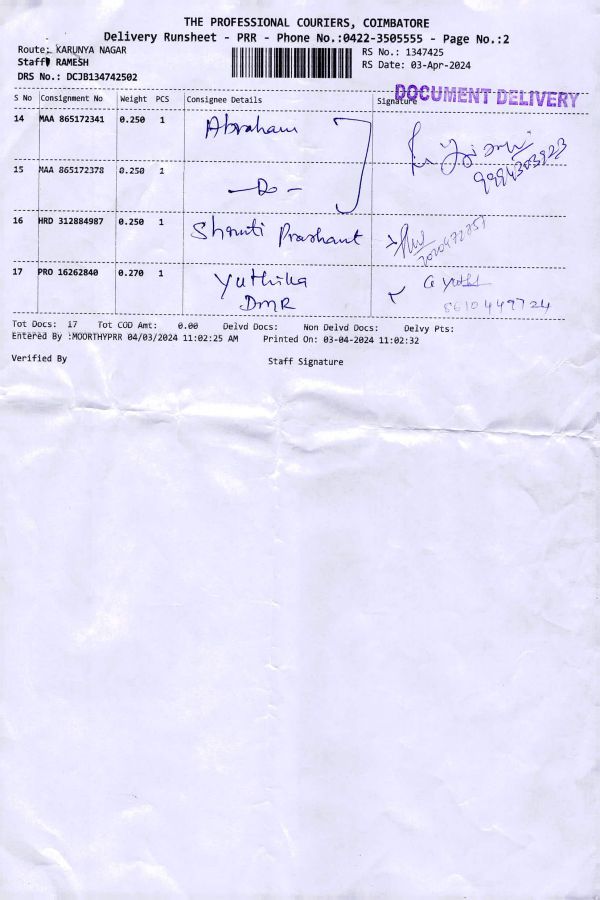 THE PROFESSIONAL COURIERS, COIMBATORE
Delivery Runsheet - PRR - Phone No.:0422-3505555 - Page No.:2
Route: KARUNYA NAGAR
RS No.: 1347425
Staff RAMESH
RS Date: 03-Apr-2024
DRS No.: DCJB134742502
DOCUMENT DELIVERY
S No Consignment No Weight PCS Consignee Details Signature
14 MAA 865172341 0.250 1 Abraham
9994303923
15 MAA 865172378 0.250 1 -Do-
16 HRD 312884987 0.250 1 Shanti Prashant
17 PRO 16262840 0.270 1 Yuthika
DMR
8610449724
Tot Docs: 17 Tot COD Amt: 0.00 Delvd Docs: Non Delvd Docs: Delvy Pts:
Entered By :MOORTHYPRR 04/03/2024 11:02:25 AM Printed On: 03-04-2024 11:02:32
Verified By Staff Signature